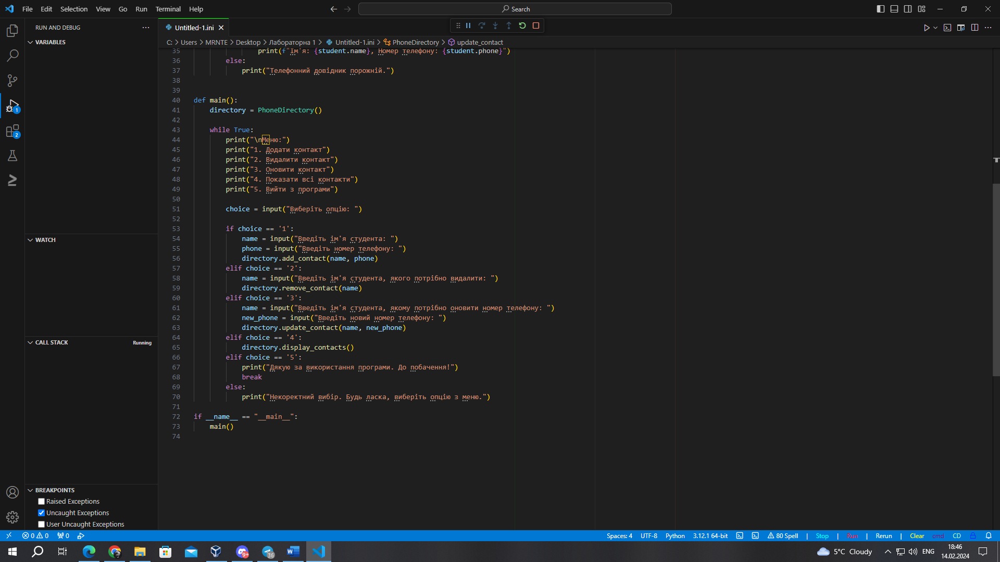 File Edit Selection View Go Run Terminal Help
Search
RUN AND DEBUG
Untitled-1.ini
VARIABLES
C: > Users > MRNTE > Desktop > Лабораторна 1 > Untitled-1.ini > PhoneDirectory > update_contact
35 print(f"Ім'я: {student.name}, Номер телефону: {student.phone}")
36 else:
37 print("Телефонний довідник порожній.")
38
39
40 def main():
41 directory = PhoneDirectory()
42
43 while True:
44 print("\nМеню:")
45 print("1. Додати контакт")
46 print("2. Видалити контакт")
47 print("3. Оновити контакт")
48 print("4. Показати всі контакти")
49 print("5. Вийти з програми")
50
51 choice = input("Виберіть опцію: ")
52
53 if choice == '1':
54 name = input("Введіть ім'я студента: ")
55 phone = input("Введіть номер телефону: ")
56 directory.add_contact(name, phone)
57 elif choice == '2':
58 name = input("Введіть ім'я студента, якого потрібно видалити: ")
59 directory.remove_contact(name)
60 elif choice == '3':
61 name = input("Введіть ім'я студента, якому потрібно оновити номер телефону: ")
62 new_phone = input("Введіть новий номер телефону: ")
63 directory.update_contact(name, new_phone)
64 elif choice == '4':
65 directory.display_contacts()
66 elif choice == '5':
67 print("Дякую за використання програми. До побачення!")
68 break
69 else:
70 print("Некоректний вибір. Будь ласка, виберіть опцію з меню.")
71
72 if __name__ == "__main__":
73 main()
74
WATCH
CALL STACK Running
BREAKPOINTS
Raised Exceptions
Uncaught Exceptions
User Uncaught Exceptions
1
2
0 0 0 Spaces: 4 UTF-8 Python 3.12.1 64-bit 80 Spell | Stop | Run | Rerun | Clear cmd CD
9+ 36 W 5°C Cloudy ENG 18:46
14.02.2024